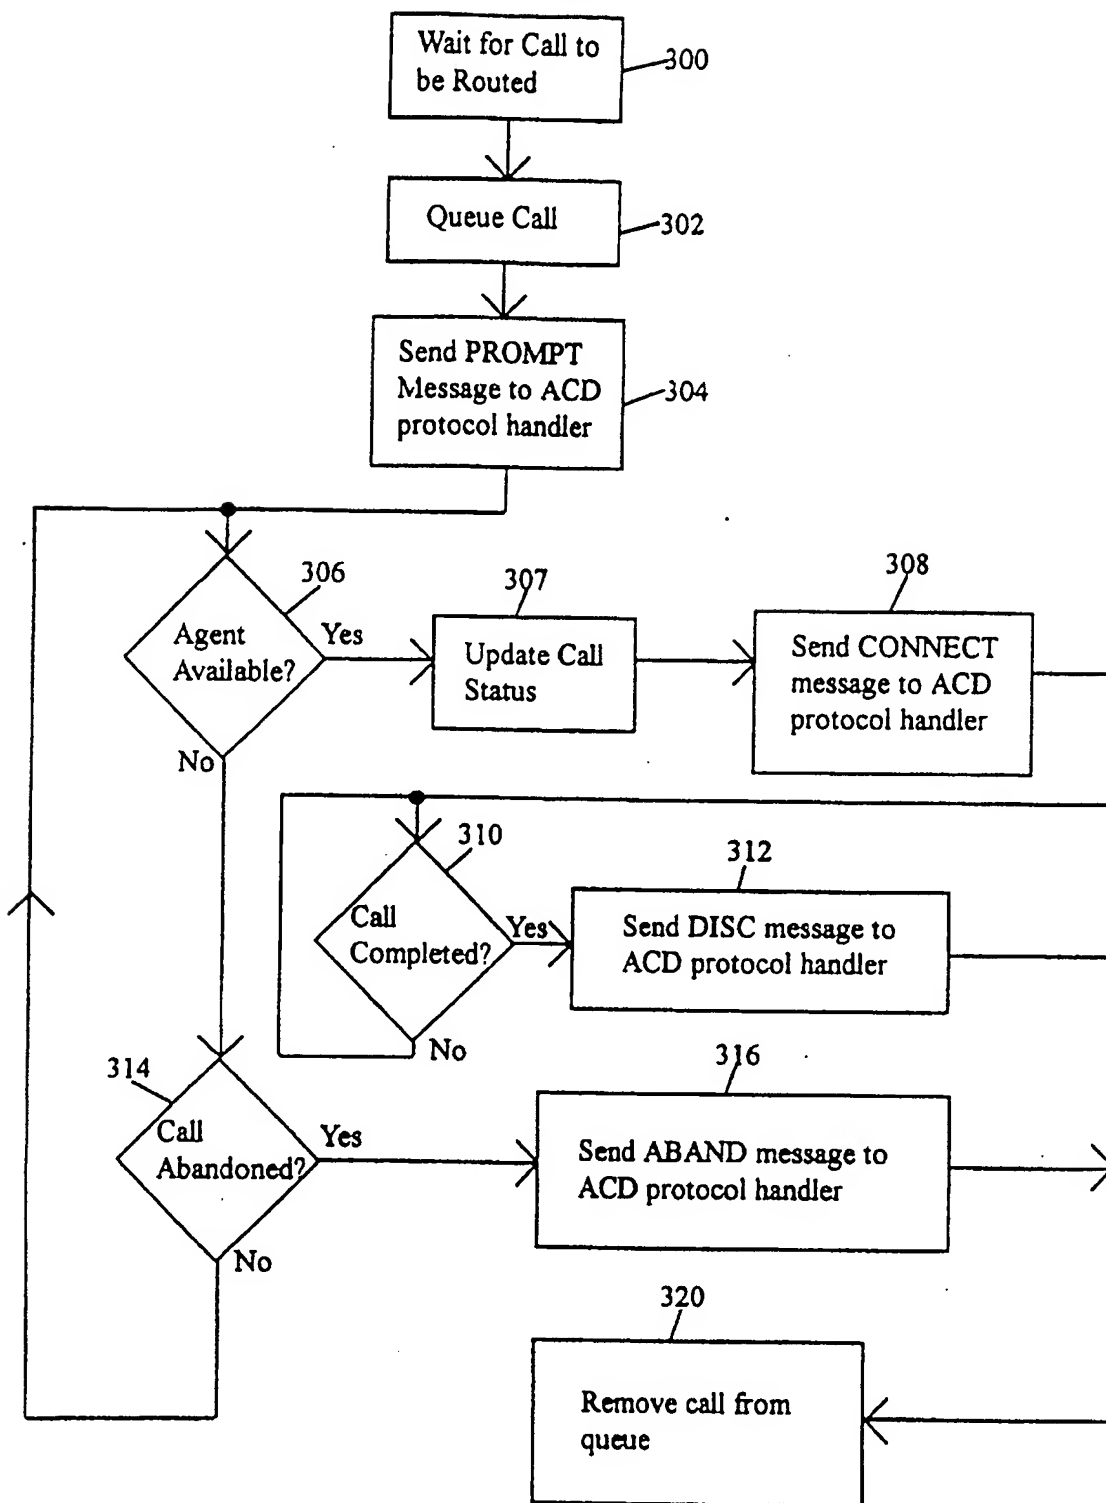 Wait for Call to
be Routed
300
Queue Call
302
Send PROMPT
Message to ACD
protocol handler
304
306
Agent
Available?
Yes
No
307
Update Call
Status
308
Send CONNECT
message to ACD
protocol handler
310
Call
Completed?
Yes
No
312
Send DISC message to
ACD protocol handler
314
Call
Abandoned?
Yes
No
316
Send ABAND message to
ACD protocol handler
320
Remove call from
queue